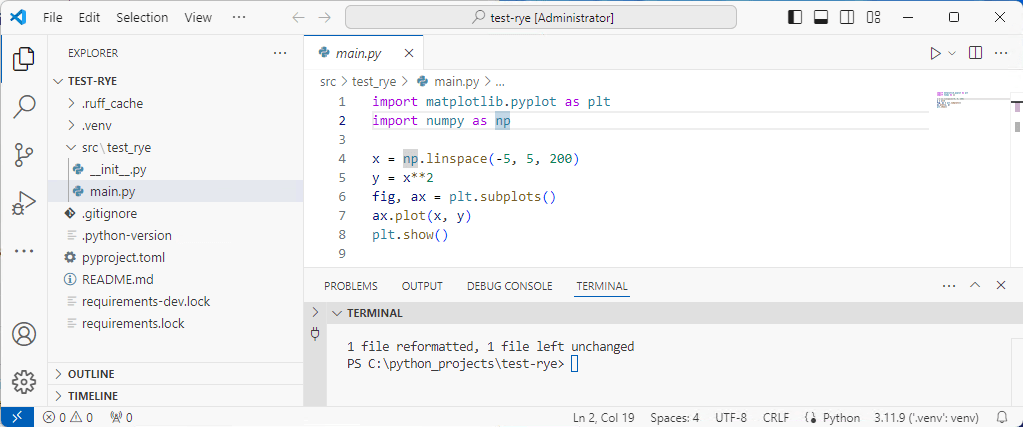 File Edit Selection View ··· test-rye [Administrator]
EXPLORER ···
TEST-RYE
.ruff_cache
.venv
src\test_rye
__init__.py
main.py
.gitignore
.python-version
pyproject.toml
README.md
requirements-dev.lock
requirements.lock
OUTLINE
TIMELINE
main.py
src > test_rye > main.py > ...
1 import matplotlib.pyplot as plt
2 import numpy as np
3
4 x = np.linspace(-5, 5, 200)
5 y = x**2
6 fig, ax = plt.subplots()
7 ax.plot(x, y)
8 plt.show()
9
PROBLEMS OUTPUT DEBUG CONSOLE TERMINAL
TERMINAL
1 file reformatted, 1 file left unchanged
PS C:\python_projects\test-rye>
0 0 0 Ln 2, Col 19 Spaces: 4 UTF-8 CRLF Python 3.11.9 ('.venv': venv)